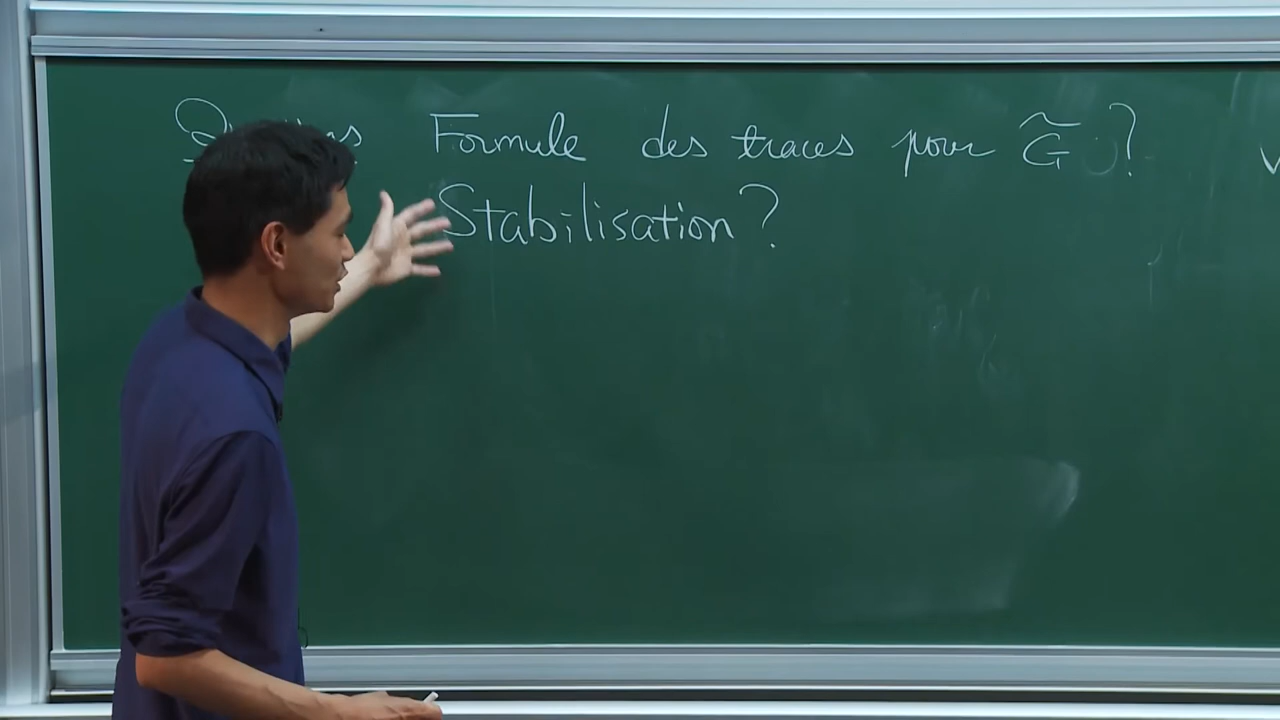 Formule des traces pour G̃ ?
Stabilisation ?